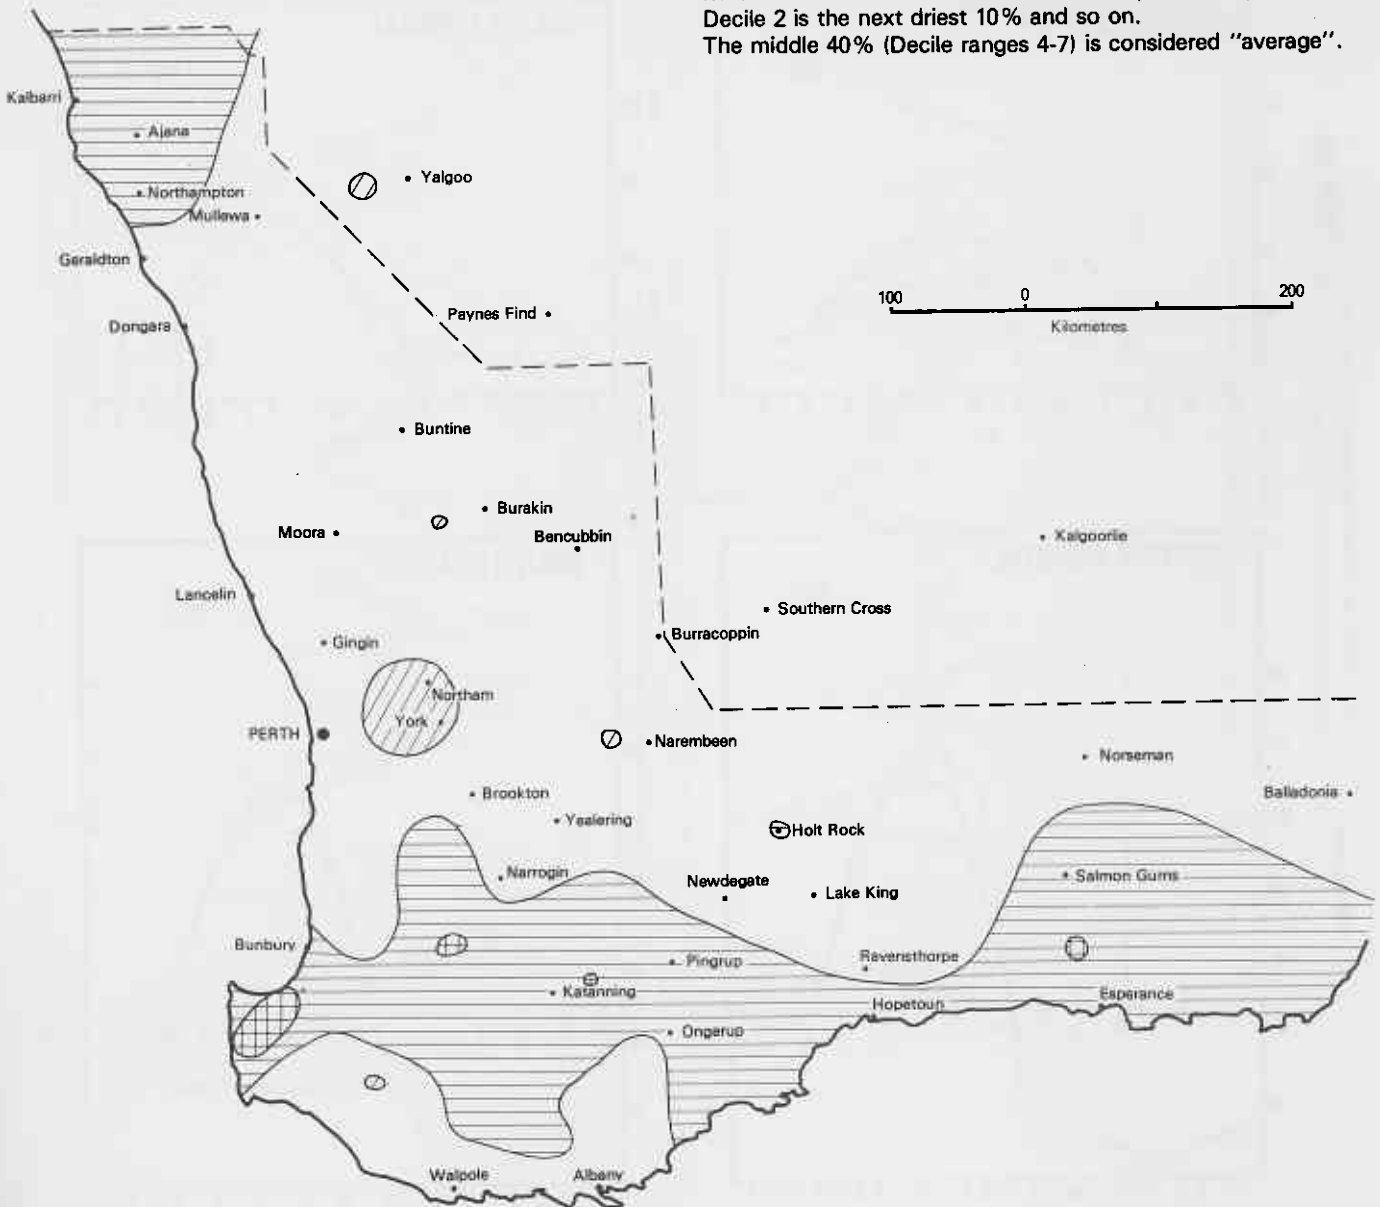 Decile 2 is the next driest 10% and so on.
The middle 40% (Decile ranges 4-7) is considered "average".
Kalbarri
Ajana
Yalgoo
Northampton
Mullewa
Geraldton
100 0 200
Kilometres
Paynes Find
Dongara
Buntine
Burakin
Moora
Bencubbin
Kalgoorlie
Lancelin
Southern Cross
Burracoppin
Gingin
Northam
York
PERTH
Narembeen
Norseman
Brookton
Balladonia
Yealering
Holt Rock
Narrogin
Salmon Gums
Newdegate
Lake King
Bunbury
Ravensthorpe
Pingrup
Katanning
Esperance
Hopetoun
Ongerup
Walpole
Albany